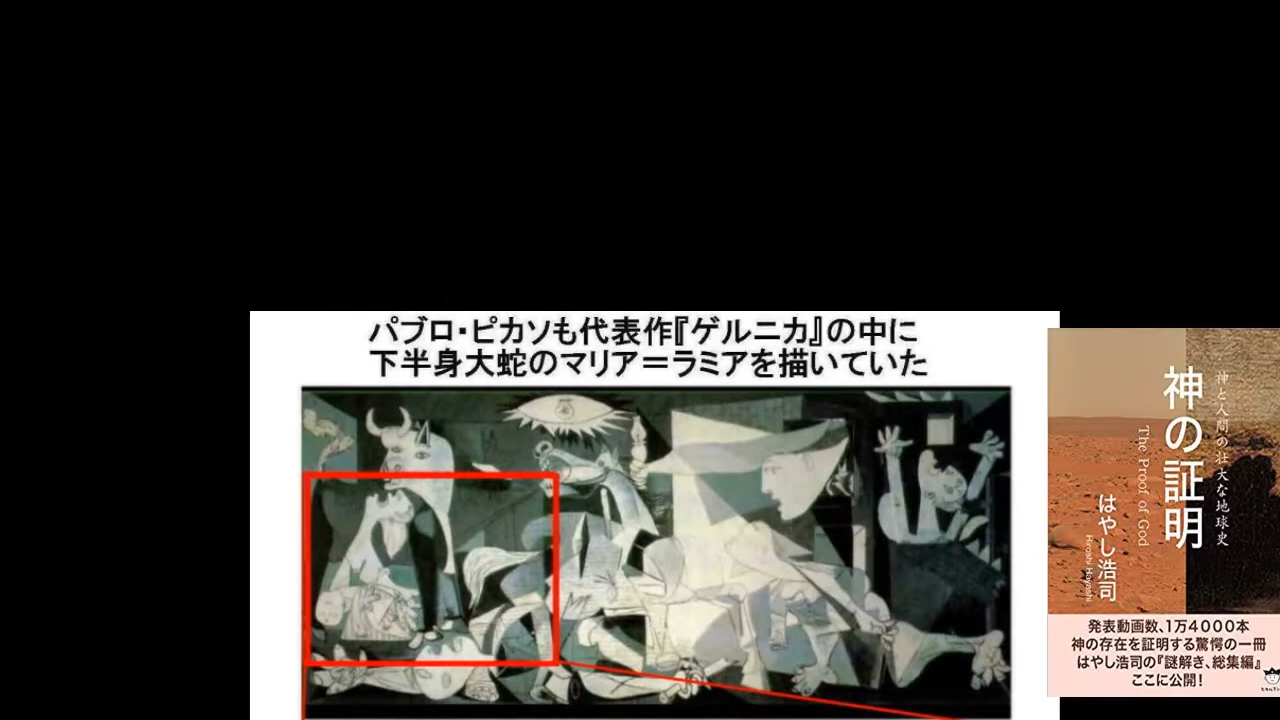 パブロ・ピカソも代表作『ゲルニカ』の中に
下半身大蛇のマリア＝ラミアを描いていた
神と人間の壮大な地球史
神の証明
The Proof of God
はやし浩司
Hiroshi Hayashi
発表動画数、1万4000本
神の存在を証明する驚愕の一冊
はやし浩司の『謎解き、総集編』
ここに公開！